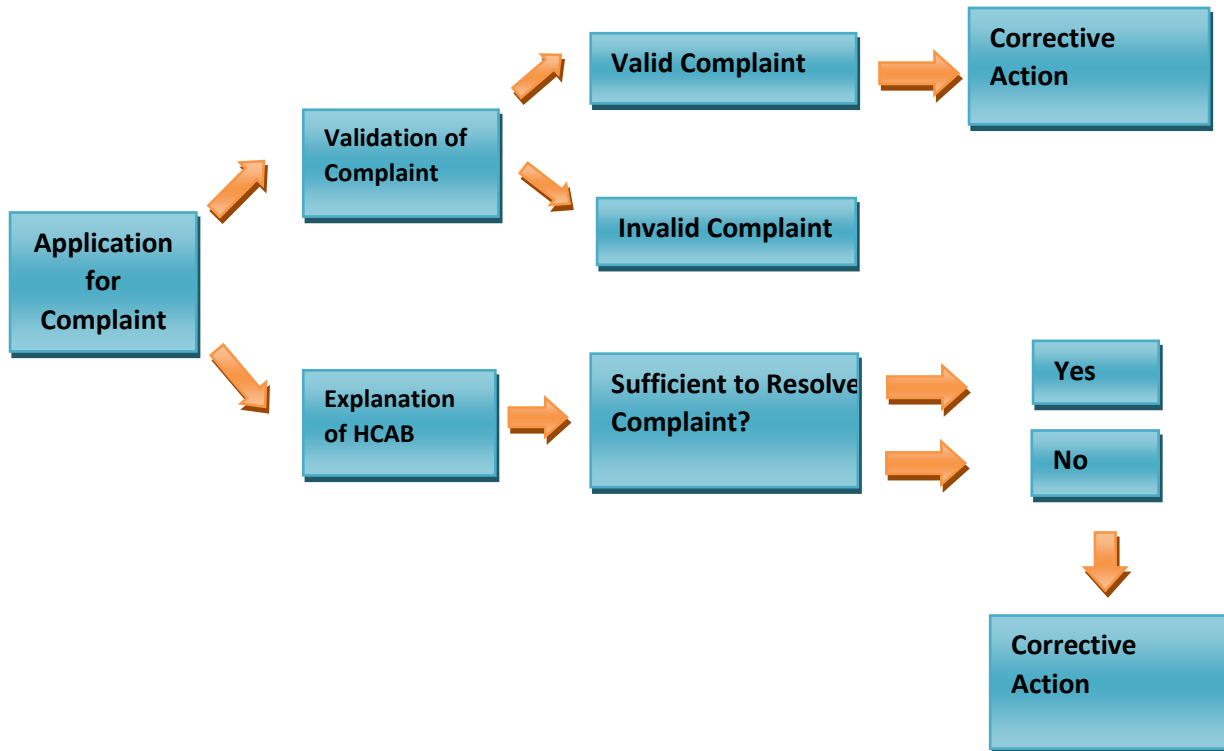 Valid Complaint
Corrective
Action
Validation of
Complaint
Invalid Complaint
Application
for
Complaint
Explanation
of HCAB
Sufficient to Resolve
Complaint?
Yes
No
Corrective
Action